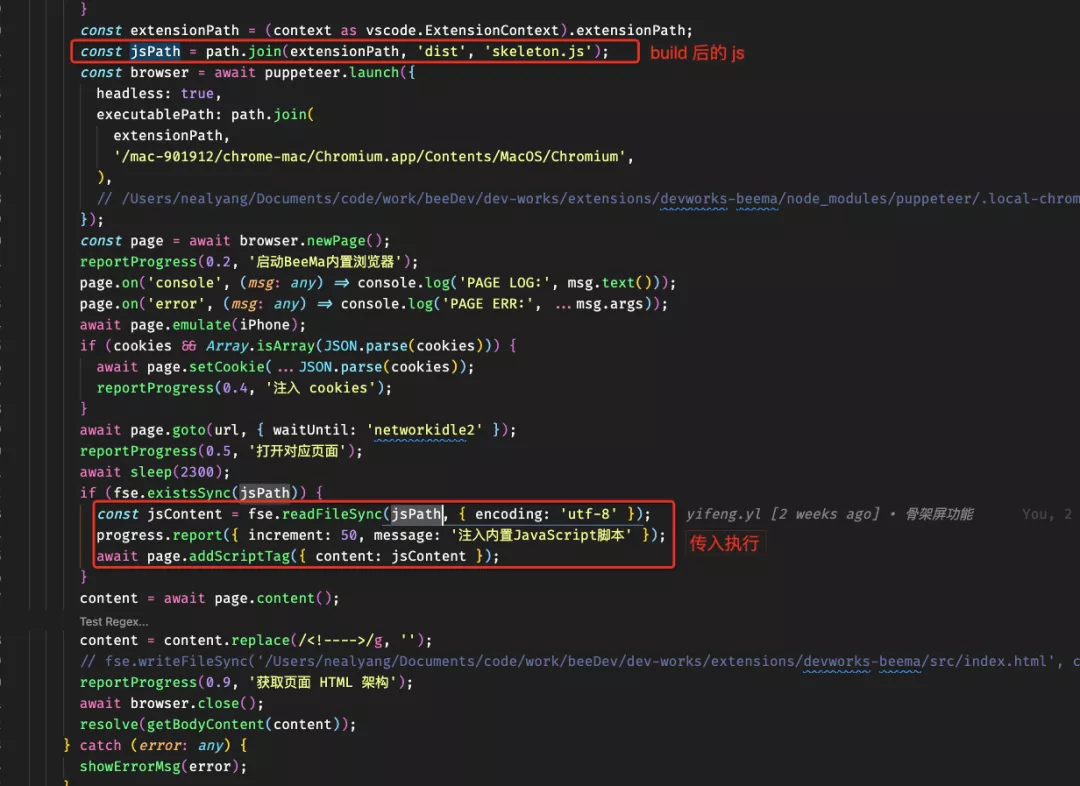 }
const extensionPath = (context as vscode.ExtensionContext).extensionPath;
const jsPath = path.join(extensionPath, 'dist', 'skeleton.js'); build 后的 js
const browser = await puppeteer.launch({
headless: true,
executablePath: path.join(
extensionPath,
'/mac-901912/chrome-mac/Chromium.app/Contents/MacOS/Chromium',
),
// /Users/nealyang/Documents/code/work/beeDev/dev-works/extensions/devworks-beema/node_modules/puppeteer/.local-chrom
});
const page = await browser.newPage();
reportProgress(0.2, '启动BeeMa内置浏览器');
page.on('console', (msg: any) => console.log('PAGE LOG:', msg.text()));
page.on('error', (msg: any) => console.log('PAGE ERR:', ...msg.args));
await page.emulate(iPhone);
if (cookies && Array.isArray(JSON.parse(cookies))) {
await page.setCookie(...JSON.parse(cookies));
reportProgress(0.4, '注入 cookies');
}
await page.goto(url, { waitUntil: 'networkidle2' });
reportProgress(0.5, '打开对应页面');
await sleep(2300);
if (fse.existsSync(jsPath)) {
const jsContent = fse.readFileSync(jsPath, { encoding: 'utf-8' }); yifeng.yl [2 weeks ago] • 骨架屏功能 You, 2
progress.report({ increment: 50, message: '注入内置JavaScript脚本' }); 传入执行
await page.addScriptTag({ content: jsContent });
}
content = await page.content();
Test Regex...
content = content.replace(/<!---->/g, '');
// fse.writeFileSync('/Users/nealyang/Documents/code/work/beeDev/dev-works/extensions/devworks-beema/src/index.html', c
reportProgress(0.9, '获取页面 HTML 架构');
await browser.close();
resolve(getBodyContent(content));
} catch (error: any) {
showErrorMsg(error);
}